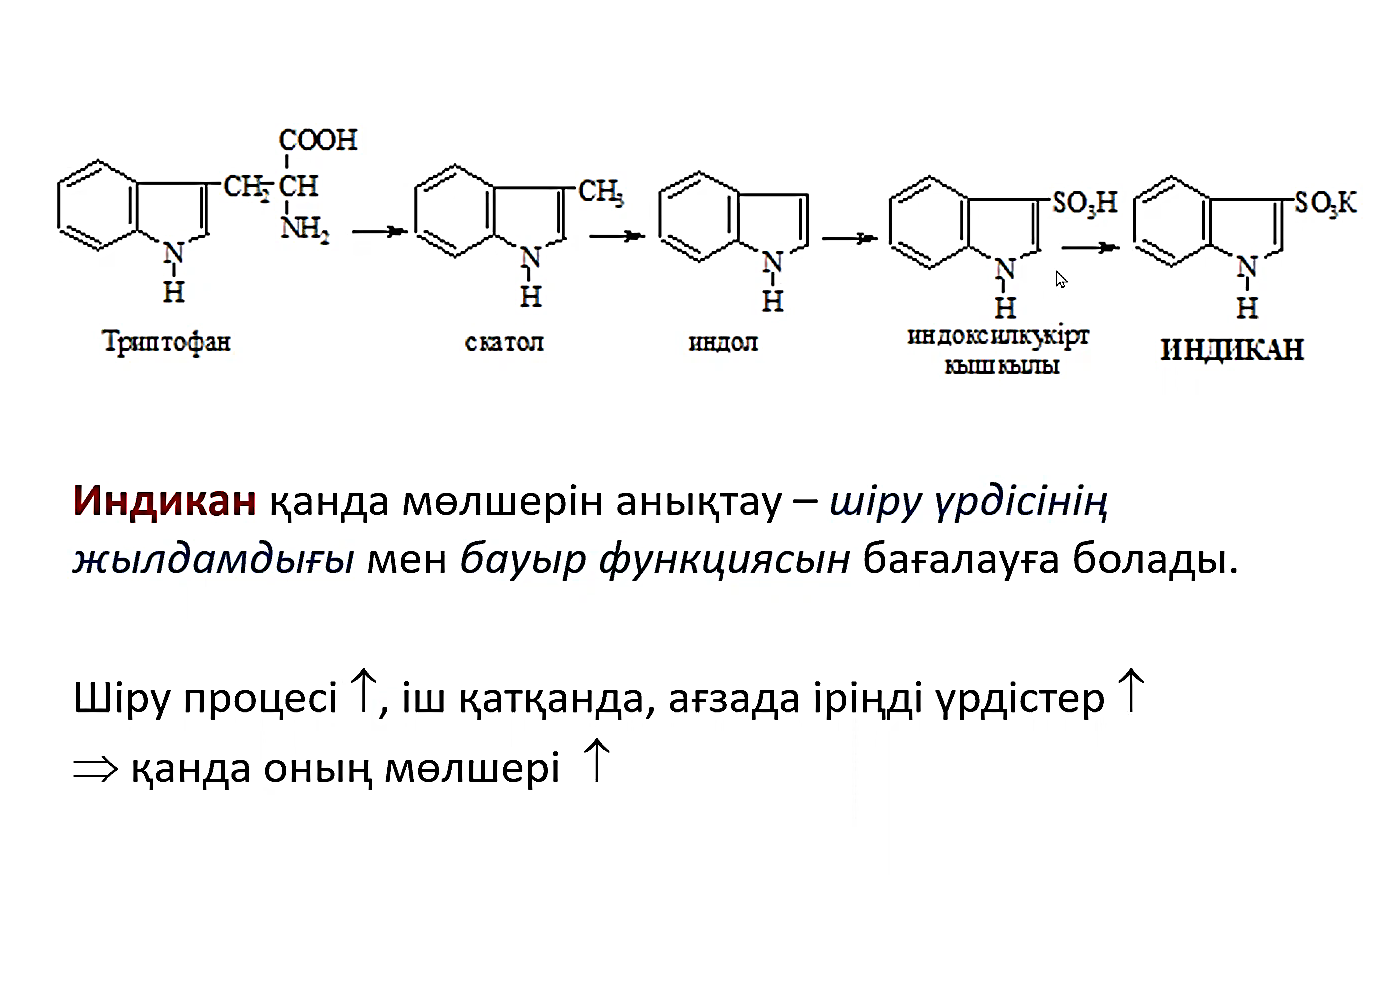 COOH
CH2 CH CH3 SO3H SO3K
NH2
N N N N N
H H H H H
Триптофан скатол индол индоксилкүкірт ИНДИКАН
кышкылы
Индикан қанда мөлшерін анықтау – шіру үрдісінің
жылдамдығы мен бауыр функциясын бағалауға болады.
Шіру процесі ↑, іш қатқанда, ағзада іріңді үрдістер ↑
⇒ қанда оның мөлшері ↑